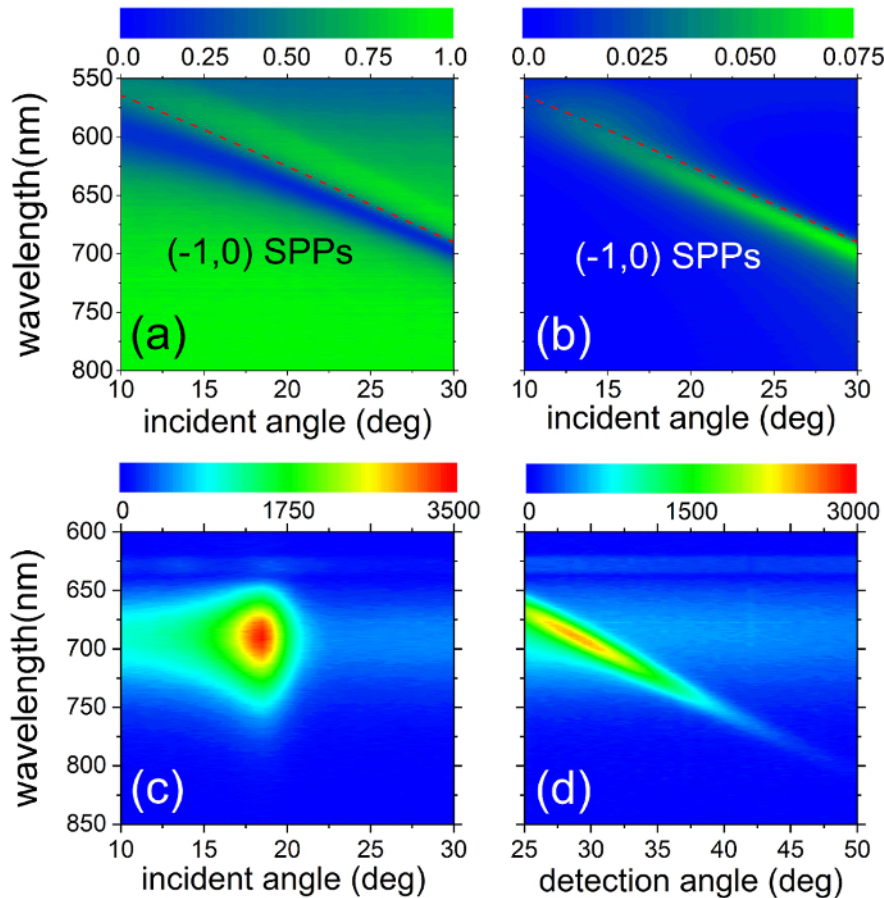 0.0 0.25 0.50 0.75 1.0
0.0 0.025 0.050 0.075
550
600
650
700
750
800
wavelength(nm)
(-1,0) SPPs
(a)
10 15 20 25 30
incident angle (deg)
(-1,0) SPPs
(b)
10 15 20 25 30
incident angle (deg)
0 1750 3500
0 1500 3000
600
650
700
750
800
850
wavelength(nm)
(c)
10 15 20 25 30
incident angle (deg)
(d)
25 30 35 40 45 50
detection angle (deg)